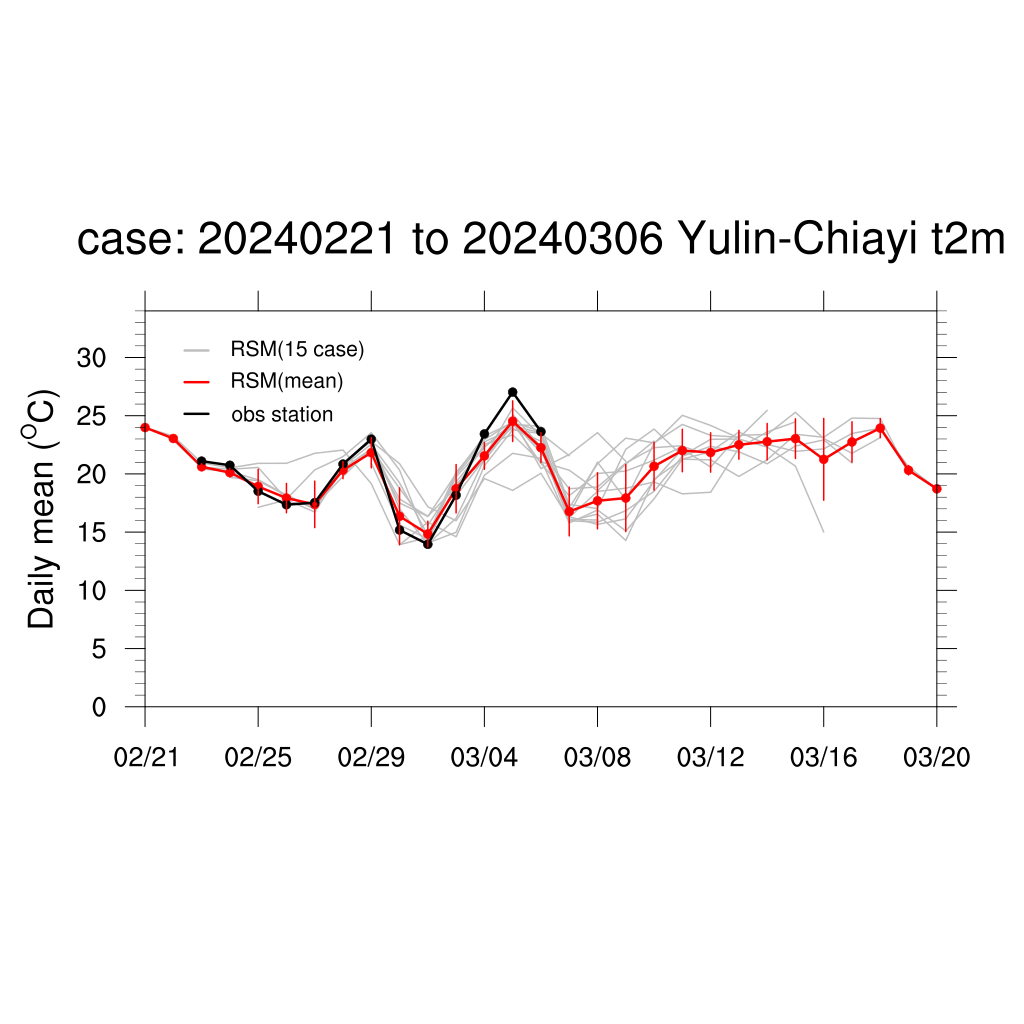 case: 20240221 to 20240306 Yulin-Chiayi t2m
RSM(15 case)
RSM(mean)
obs station
Daily mean (°C)
30
25
20
15
10
5
0
02/21 02/25 02/29 03/04 03/08 03/12 03/16 03/20